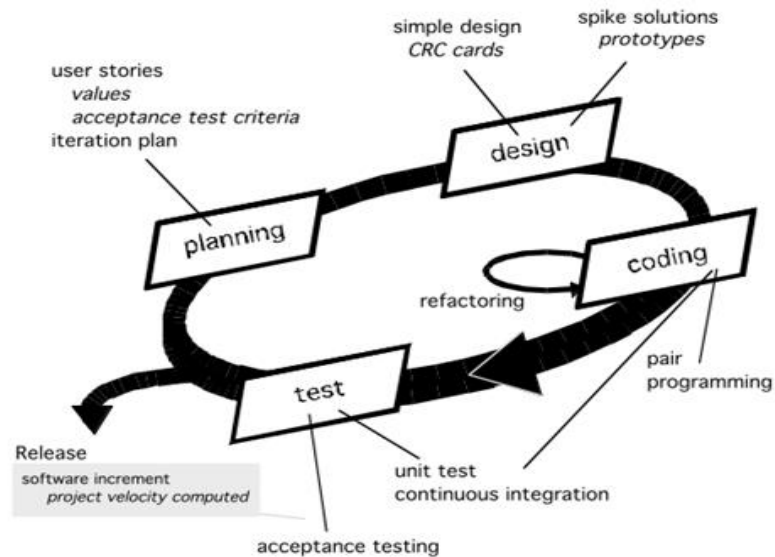 simple design
CRC cards
spike solutions
prototypes
user stories
values
acceptance test criteria
iteration plan
design
planning
coding
refactoring
test
pair
programming
Release
software increment
project velocity computed
unit test
continuous integration
acceptance testing